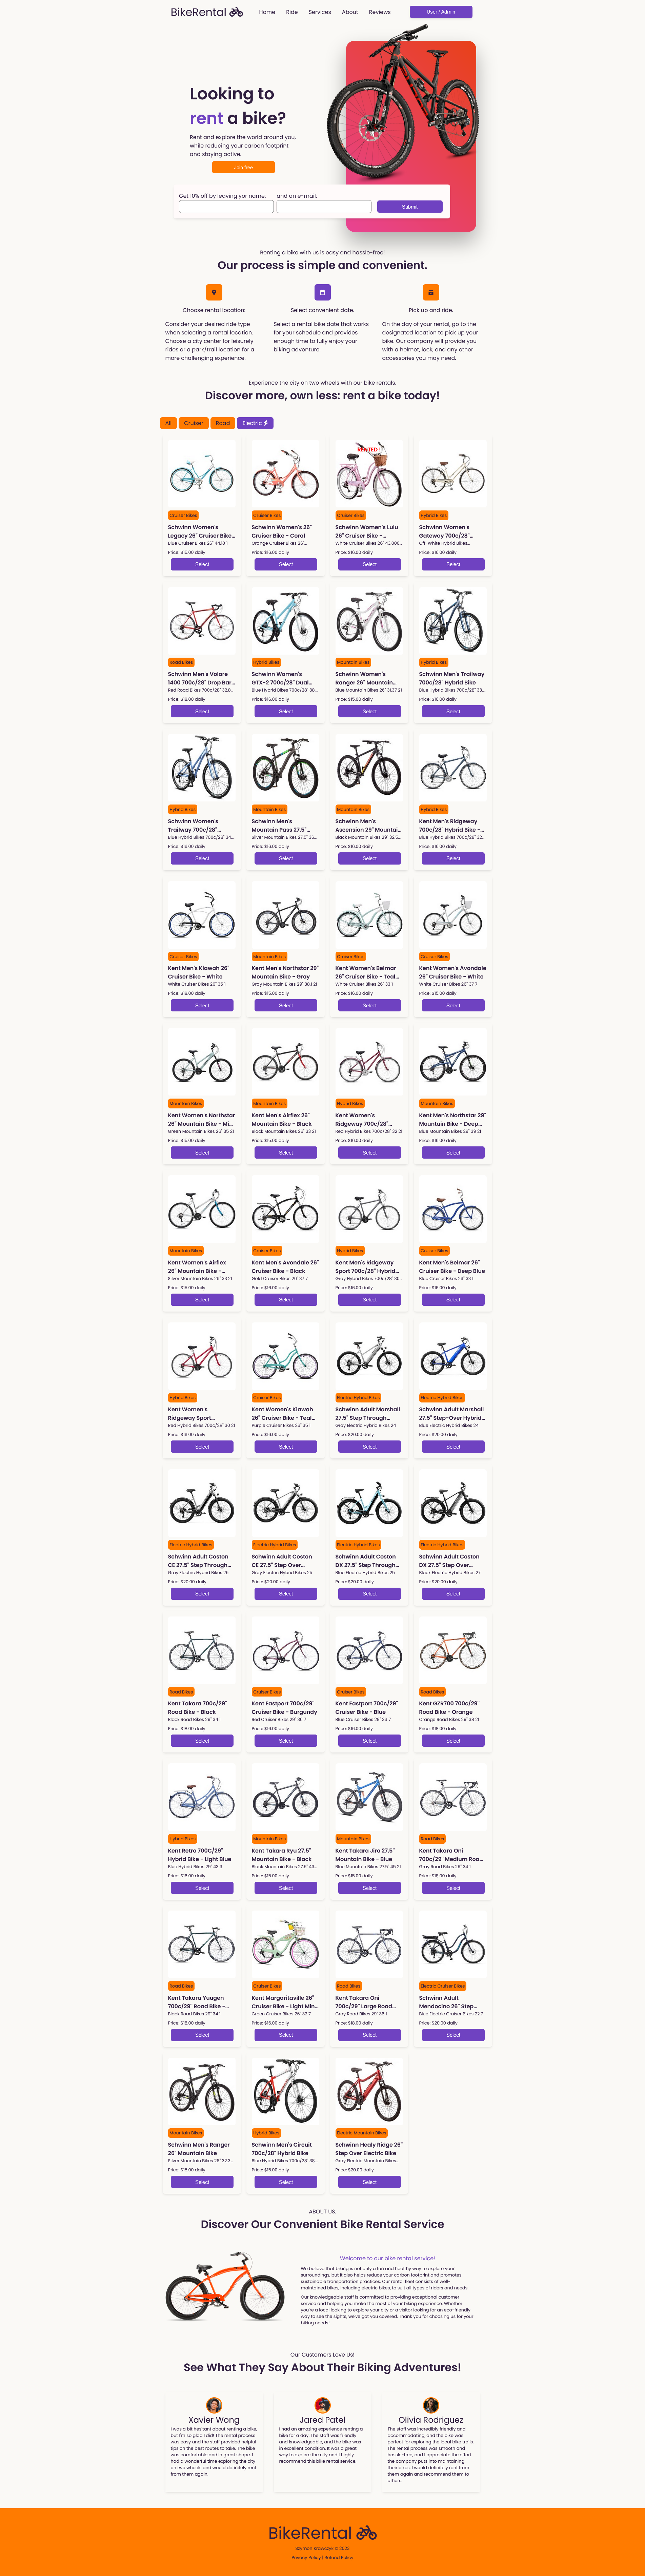 BikeRental
Home Ride Services About Reviews
User / Admin
Looking to
rent a bike?
Rent and explore the world around you,
while reducing your carbon footprint
and staying active.
Join free
Get 10% off by leaving yor name:
and an e-mail:
Submit
Renting a bike with us is easy and hassle-free!
Our process is simple and convenient.
Choose rental location:
Consider your desired ride type
when selecting a rental location.
Choose a city center for leisurely
rides or a park/trail location for a
more challenging experience.
Select convenient date.
Select a rental bike date that works
for your schedule and provides
enough time to fully enjoy your
biking adventure.
Pick up and ride.
On the day of your rental, go to the
designated location to pick up your
bike. Our company will provide you
with a helmet, lock, and any other
accessories you may need.
Experience the city on two wheels with our bike rentals.
Discover more, own less: rent a bike today!
All Cruiser Road Electric
Cruiser Bikes
Schwinn Women's
Legacy 26" Cruiser Bike...
Blue Cruiser Bikes 26" 44.10 1
Price: $15.00 daily
Select
Cruiser Bikes
Schwinn Women's 26"
Cruiser Bike - Coral
Orange Cruiser Bikes 26"...
Price: $16.00 daily
Select
RENTED !
Cruiser Bikes
Schwinn Women's Lulu
26" Cruiser Bike -...
White Cruiser Bikes 26" 43.000...
Price: $16.00 daily
Select
Hybrid Bikes
Schwinn Women's
Gateway 700c/28"...
Off-White Hybrid Bikes...
Price: $16.00 daily
Select
Road Bikes
Schwinn Men's Volare
1400 700c/28" Drop Bar...
Red Road Bikes 700c/28" 32.8...
Price: $18.00 daily
Select
Hybrid Bikes
Schwinn Women's
GTX-2 700c/28" Dual...
Blue Hybrid Bikes 700c/28" 38....
Price: $16.00 daily
Select
Mountain Bikes
Schwinn Women's
Ranger 26" Mountain...
Blue Mountain Bikes 26" 31.37 21
Price: $15.00 daily
Select
Hybrid Bikes
Schwinn Men's Trailway
700c/28" Hybrid Bike
Blue Hybrid Bikes 700c/28" 33....
Price: $16.00 daily
Select
Hybrid Bikes
Schwinn Women's
Trailway 700c/28"...
Blue Hybrid Bikes 700c/28" 34....
Price: $16.00 daily
Select
Mountain Bikes
Schwinn Men's
Mountain Pass 27.5"...
Silver Mountain Bikes 27.5" 36...
Price: $16.00 daily
Select
Mountain Bikes
Schwinn Men's
Ascension 29" Mountai...
Black Mountain Bikes 29" 32.5...
Price: $16.00 daily
Select
Hybrid Bikes
Kent Men's Ridgeway
700c/28" Hybrid Bike -...
Blue Hybrid Bikes 700c/28" 32...
Price: $16.00 daily
Select
Cruiser Bikes
Kent Men's Kiawah 26"
Cruiser Bike - White
White Cruiser Bikes 26" 35 1
Price: $18.00 daily
Select
Mountain Bikes
Kent Men's Northstar 29"
Mountain Bike - Gray
Gray Mountain Bikes 29" 38.1 21
Price: $15.00 daily
Select
Cruiser Bikes
Kent Women's Belmar
26" Cruiser Bike - Teal...
White Cruiser Bikes 26" 33 1
Price: $16.00 daily
Select
Cruiser Bikes
Kent Women's Avondale
26" Cruiser Bike - White
White Cruiser Bikes 26" 37 7
Price: $15.00 daily
Select
Mountain Bikes
Kent Women's Northstar
26" Mountain Bike - Mi...
Green Mountain Bikes 26" 35 21
Price: $15.00 daily
Select
Mountain Bikes
Kent Men's Airflex 26"
Mountain Bike - Black
Black Mountain Bikes 26" 33 21
Price: $15.00 daily
Select
Hybrid Bikes
Kent Women's
Ridgeway 700c/28"...
Red Hybrid Bikes 700c/28" 32 21
Price: $16.00 daily
Select
Mountain Bikes
Kent Men's Northstar 29"
Mountain Bike - Deep...
Blue Mountain Bikes 29" 39 21
Price: $16.00 daily
Select
Mountain Bikes
Kent Women's Airflex
26" Mountain Bike -...
Silver Mountain Bikes 26" 33 21
Price: $15.00 daily
Select
Cruiser Bikes
Kent Men's Avondale 26"
Cruiser Bike - Black
Gold Cruiser Bikes 26" 37 7
Price: $16.00 daily
Select
Hybrid Bikes
Kent Men's Ridgeway
Sport 700c/28" Hybrid...
Gray Hybrid Bikes 700c/28" 30...
Price: $16.00 daily
Select
Cruiser Bikes
Kent Men's Belmar 26"
Cruiser Bike - Deep Blue
Blue Cruiser Bikes 26" 33 1
Price: $16.00 daily
Select
Hybrid Bikes
Kent Women's
Ridgeway Sport...
Red Hybrid Bikes 700c/28" 30 21
Price: $16.00 daily
Select
Cruiser Bikes
Kent Women's Kiawah
26" Cruiser Bike - Teal...
Purple Cruiser Bikes 26" 35 1
Price: $16.00 daily
Select
Electric Hybrid Bikes
Schwinn Adult Marshall
27.5" Step Through...
Gray Electric Hybrid Bikes 24
Price: $20.00 daily
Select
Electric Hybrid Bikes
Schwinn Adult Marshall
27.5" Step-Over Hybrid...
Blue Electric Hybrid Bikes 24
Price: $20.00 daily
Select
Electric Hybrid Bikes
Schwinn Adult Coston
CE 27.5" Step Through...
Gray Electric Hybrid Bikes 25
Price: $20.00 daily
Select
Electric Hybrid Bikes
Schwinn Adult Coston
CE 27.5" Step Over...
Gray Electric Hybrid Bikes 25
Price: $20.00 daily
Select
Electric Hybrid Bikes
Schwinn Adult Coston
DX 27.5" Step Through...
Blue Electric Hybrid Bikes 25
Price: $20.00 daily
Select
Electric Hybrid Bikes
Schwinn Adult Coston
DX 27.5" Step Over...
Black Electric Hybrid Bikes 27
Price: $20.00 daily
Select
Road Bikes
Kent Takara 700c/29"
Road Bike - Black
Black Road Bikes 29" 34 1
Price: $18.00 daily
Select
Cruiser Bikes
Kent Eastport 700c/29"
Cruiser Bike - Burgundy
Red Cruiser Bikes 29" 36 7
Price: $16.00 daily
Select
Cruiser Bikes
Kent Eastport 700c/29"
Cruiser Bike - Blue
Blue Cruiser Bikes 29" 36 7
Price: $16.00 daily
Select
Road Bikes
Kent GZR700 700c/29"
Road Bike - Orange
Orange Road Bikes 29" 38 21
Price: $18.00 daily
Select
Hybrid Bikes
Kent Retro 700C/29"
Hybrid Bike - Light Blue
Blue Hybrid Bikes 29" 43 3
Price: $16.00 daily
Select
Mountain Bikes
Kent Takara Ryu 27.5"
Mountain Bike - Black
Black Mountain Bikes 27.5" 43...
Price: $15.00 daily
Select
Mountain Bikes
Kent Takara Jiro 27.5"
Mountain Bike - Blue
Blue Mountain Bikes 27.5" 45 21
Price: $15.00 daily
Select
Road Bikes
Kent Takara Oni
700c/29" Medium Roa...
Gray Road Bikes 29" 34 1
Price: $18.00 daily
Select
Road Bikes
Kent Takara Yuugen
700c/29" Road Bike -...
Black Road Bikes 29" 34 1
Price: $18.00 daily
Select
Cruiser Bikes
Kent Margaritaville 26"
Cruiser Bike - Light Min...
Green Cruiser Bikes 26" 32 7
Price: $16.00 daily
Select
Road Bikes
Kent Takara Oni
700c/29" Large Road...
Gray Road Bikes 29" 35 1
Price: $18.00 daily
Select
Electric Cruiser Bikes
Schwinn Adult
Mendocino 26" Step...
Blue Electric Cruiser Bikes 22.7
Price: $20.00 daily
Select
Mountain Bikes
Schwinn Men's Ranger
26" Mountain Bike
Silver Mountain Bikes 26" 32.3...
Price: $15.00 daily
Select
Hybrid Bikes
Schwinn Men's Circuit
700c/28" Hybrid Bike
Blue Hybrid Bikes 700c/28" 38....
Price: $15.00 daily
Select
Electric Mountain Bikes
Schwinn Healy Ridge 26"
Step Over Electric Bike
Gray Electric Mountain Bikes...
Price: $20.00 daily
Select
ABOUT US.
Discover Our Convenient Bike Rental Service
Welcome to our bike rental service!
We believe that biking is not only a fun and healthy way to explore your
surroundings, but it also helps reduce your carbon footprint and promotes
sustainable transportation practices. Our rental fleet consists of well-
maintained bikes, including electric bikes, to suit all types of riders and needs.
Our knowledgeable staff is committed to providing exceptional customer
service and helping you make the most of your biking experience. Whether
you're a local looking to explore your city or a visitor looking for an eco-friendly
way to see the sights, we've got you covered. Thank you for choosing us for your
biking needs!
Our Customers Love Us!
See What They Say About Their Biking Adventures!
Xavier Wong
I was a bit hesitant about renting a bike,
but I'm so glad I did! The rental process
was easy and the staff provided helpful
tips on the best routes to take. The bike
was comfortable and in great shape. I
had a wonderful time exploring the city
on two wheels and would definitely rent
from them again.
Jared Patel
I had an amazing experience renting a
bike for a day. The staff was friendly
and knowledgeable, and the bike was
in excellent condition. It was a great
way to explore the city and I highly
recommend this bike rental service.
Olivia Rodriguez
The staff was incredibly friendly and
accommodating, and the bike was
perfect for exploring the local bike trails.
The rental process was smooth and
hassle-free, and I appreciate the effort
the company puts into maintaining
their bikes. I would definitely rent from
them again and recommend them to
others.
BikeRental
Szymon Krawczyk © 2023
Privacy Policy | Refund Policy